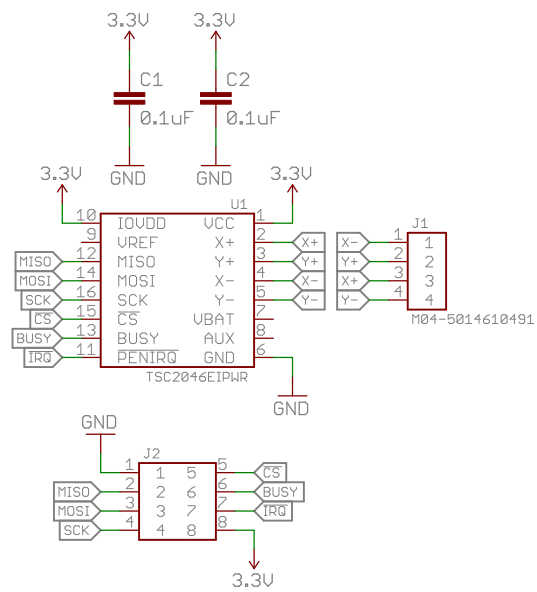 3.3V 3.3V
C1 C2
0.1uF 0.1uF
GND GND
3.3V 3.3V
U1
10 IOVDD VCC 1
9 VREF X+ 2 X+
MISO 12 MISO Y+ 3 Y+
MOSI 14 MOSI X- 4 X-
SCK 16 SCK Y- 5 Y-
CS 15 CS VBAT 7
BUSY 13 BUSY AUX 8
IRQ 11 PENIRQ GND 6
TSC2046EIPWR
GND
J1
X- 1 1
Y+ 2 2
X+ 3 3
Y- 4 4
M04-5014610491
GND
J2
1 1 5 5 CS
MISO 2 2 6 6 BUSY
MOSI 3 3 7 7 IRQ
SCK 4 4 8 8
3.3V